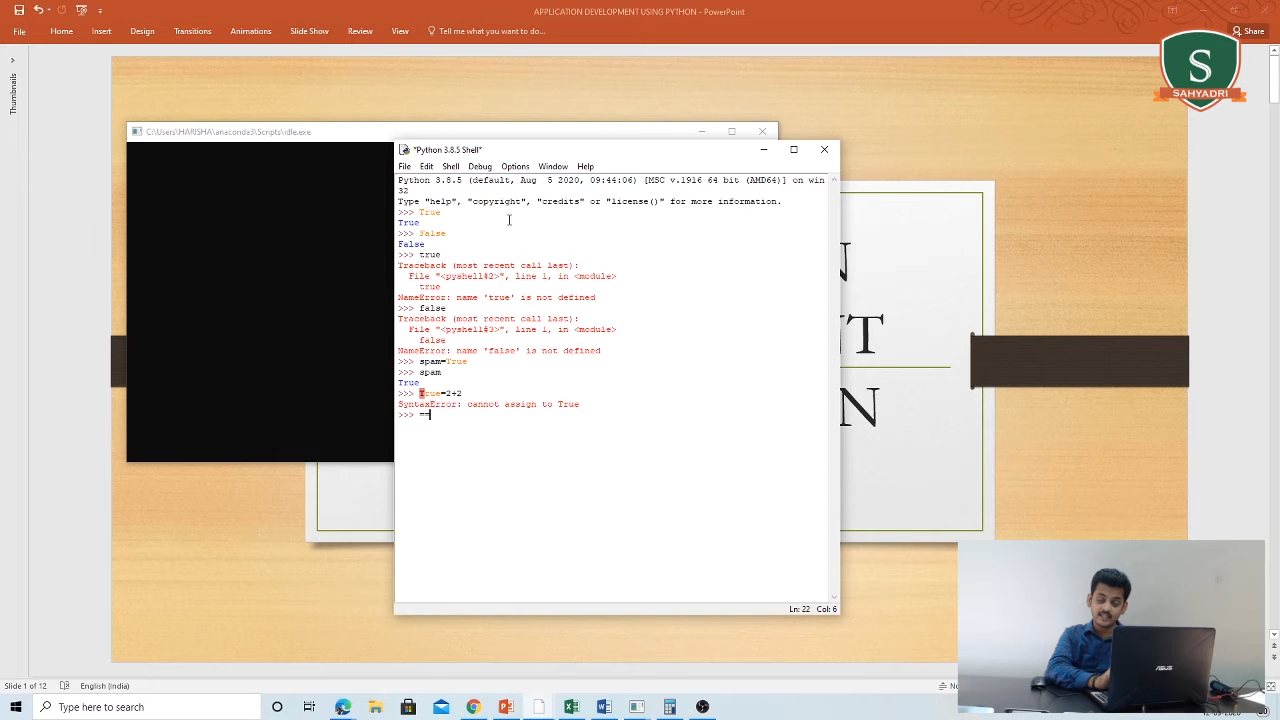 APPLICATION DEVELOPMENT USING PYTHON - PowerPoint
File Home Insert Design Transitions Animations Slide Show Review View Tell me what you want to do... Share
S
SAHYADRI
Thumbnails
C:\Users\HARISHA\anaconda3\Scripts\idle.exe
*Python 3.8.5 Shell*
File Edit Shell Debug Options Window Help
Python 3.8.5 (default, Aug  5 2020, 09:44:06) [MSC v.1916 64 bit (AMD64)] on win
32
Type "help", "copyright", "credits" or "license()" for more information.
>>> True
True
>>> False
False
>>> true
Traceback (most recent call last):
  File "<pyshell#2>", line 1, in <module>
    true
NameError: name 'true' is not defined
>>> false
Traceback (most recent call last):
  File "<pyshell#3>", line 1, in <module>
    false
NameError: name 'false' is not defined
>>> spam=True
>>> spam
True
>>> True=2+2
SyntaxError: cannot assign to True
>>> ==
Ln: 22 Col: 6
N
T
N
ASUS
Slide 1 of 12 English (India)
Type here to search